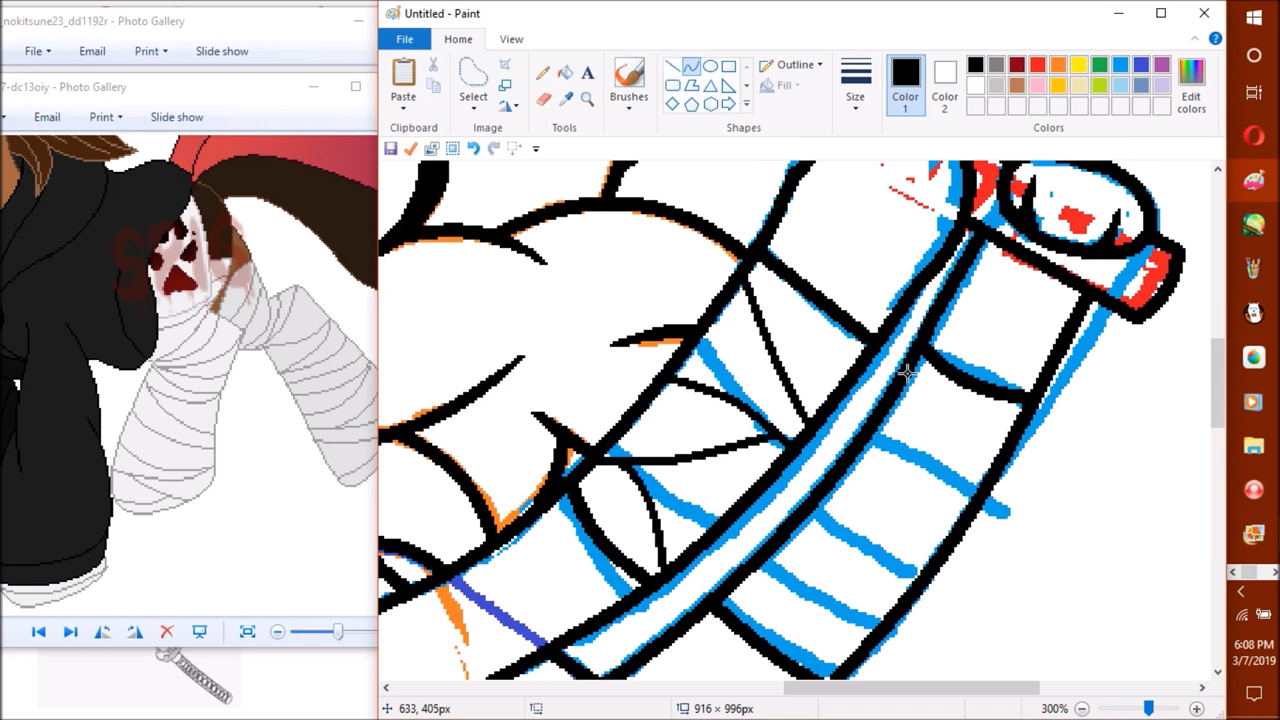 _nokitsune23_dd1192r - Photo Gallery
File Email Print Slide show
7-dc13oiy - Photo Gallery
Email Print Slide show
Untitled - Paint
File Home View
Paste
Select
Brushes
Outline
Fill
Size
Color 1
Color 2
Edit colors
Clipboard Image Tools Shapes Colors
633, 405px
916 × 996px
300%
6:08 PM
3/7/2019